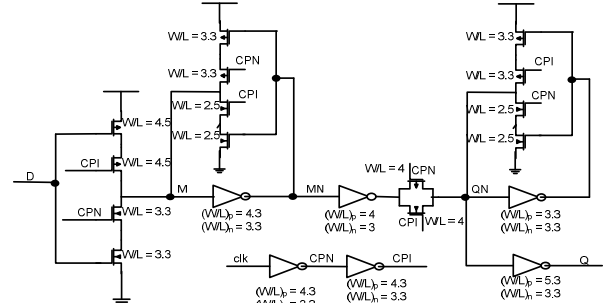 W/L = 3.3
CPN
W/L = 3.3
CPI
W/L = 2.5
W/L = 2.5
W/L = 3.3
W/L = 3.3
CPN
W/L = 2.5
W/L = 2.5
W/L = 4.5
D
CPI
W/L = 4.5
CPN
W/L = 3.3
W/L = 3.3
M
(W/L)p = 4.3
(W/L)n = 3.3
MN
(W/L)p = 4
(W/L)n = 3
W/L = 4
CPN
CPI
W/L = 4
QN
(W/L)p = 3.3
(W/L)n = 3.3
clk
CPN
CPI
(W/L)p = 4.3
(W/L)p = 4.3
(W/L)n = 3.3
Q
(W/L)p = 5.3
(W/L)n = 3.3